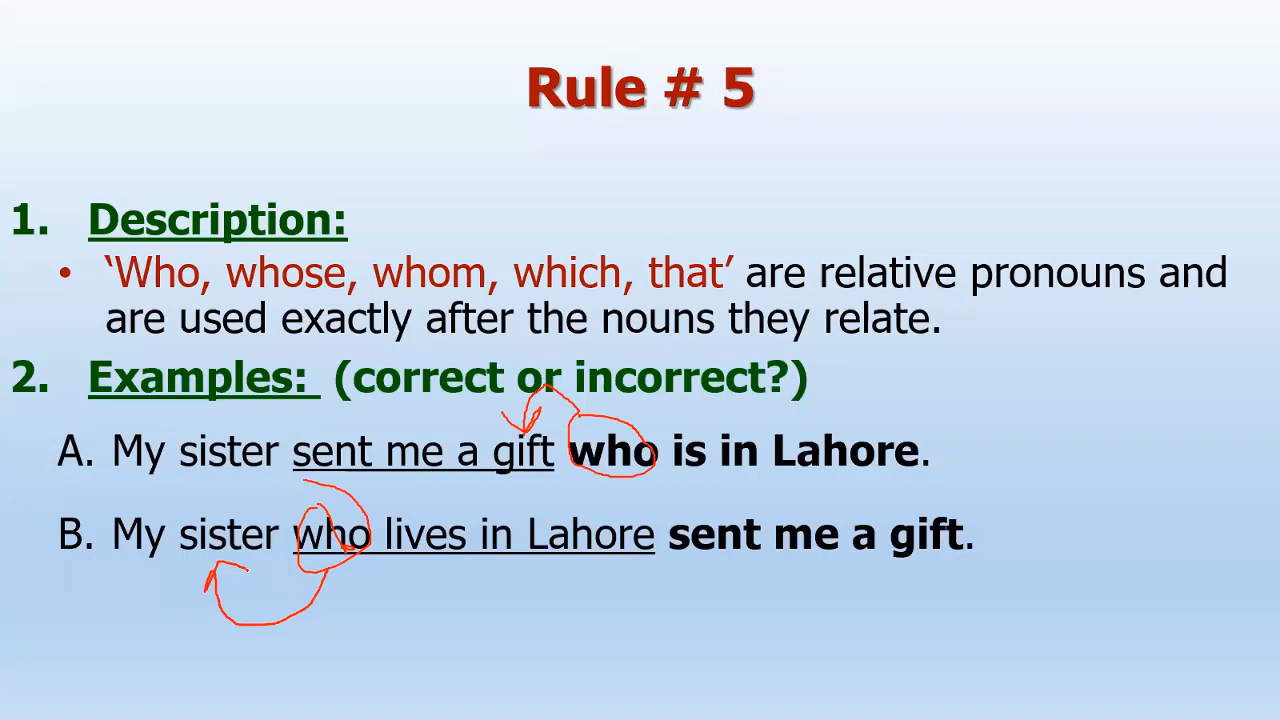 Rule # 5
1. Description:
• ‘Who, whose, whom, which, that’ are relative pronouns and
are used exactly after the nouns they relate.
2. Examples: (correct or incorrect?)
A. My sister sent me a gift who is in Lahore.
B. My sister who lives in Lahore sent me a gift.